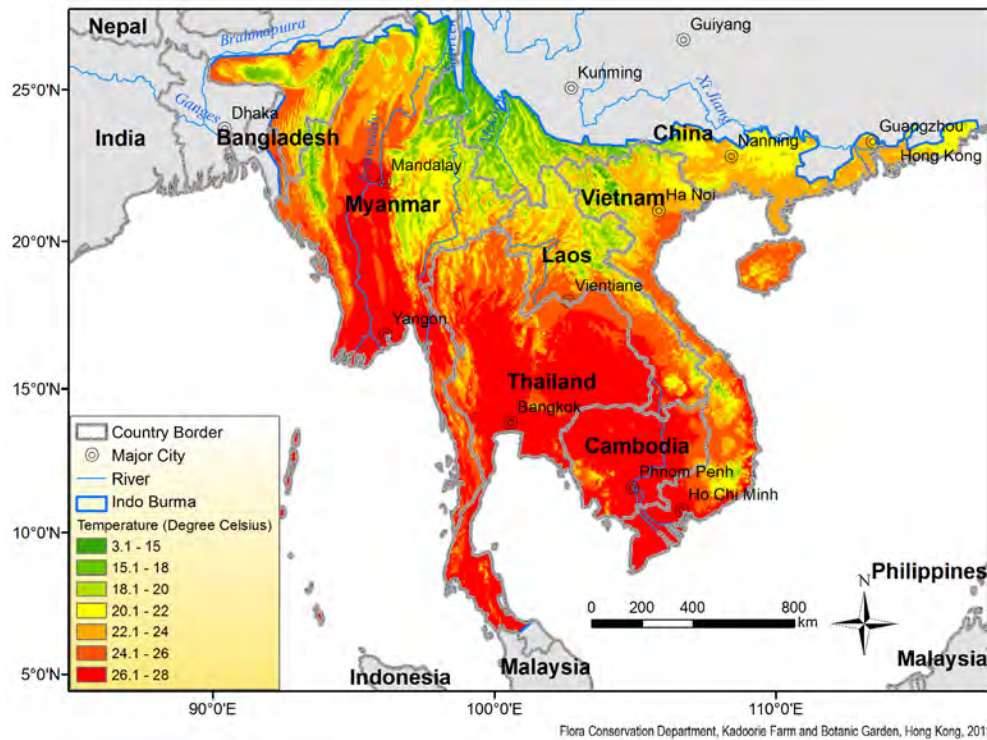 Nepal
Brahmaputra
Guiyang
25°0'N
Kunming
Xi Jiang
Ganges
Dhaka
India
Bangladesh
China
Guangzhou
Nanning
Hong Kong
Mekong
Mandalay
Myanmar
Vietnam
Ha Noi
20°0'N
Laos
Vientiane
Yangon
15°0'N
Thailand
Bangkok
Cambodia
Phnom Penh
Ho Chi Minh
Country Border
Major City
River
Indo Burma
Temperature (Degree Celsius)
3.1 - 15
15.1 - 18
18.1 - 20
20.1 - 22
22.1 - 24
24.1 - 26
26.1 - 28
10°0'N
N
Philippines
0 200 400 800
km
5°0'N
Indonesia
Malaysia
Malaysia
90°0'E
100°0'E
110°0'E
Flora Conservation Department, Kadoorie Farm and Botanic Garden, Hong Kong, 201